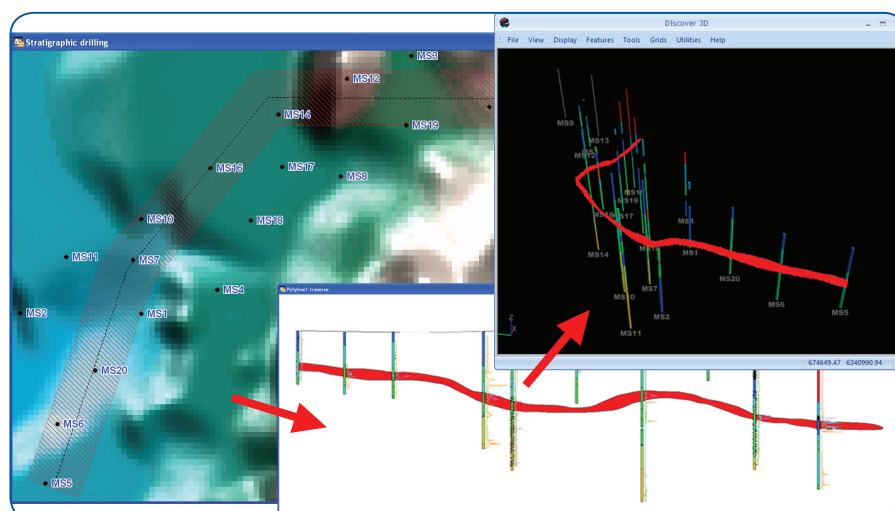 Stratigraphic drilling
MS3
MS12
MS14
MS19
MS16
MS17
MS8
MS10
MS18
MS11
MS7
MS4
MS2
MS1
MS20
MS6
MS5
Polyline1 traverse
Discover 3D
File View Display Features Tools Grids Utilities Help
MS9
MS13
MS12
MS19
MS17
MS14
MS1
MS20
MS7
MS10
MS6
MS5
MS2
MS11
Z
X
674649.47 6340990.94